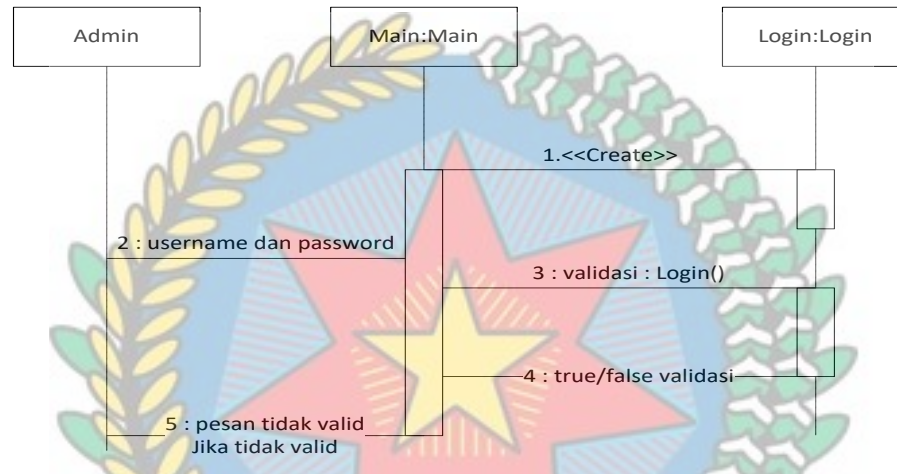 Admin
Main:Main
Login:Login
1.<<Create>>
2 : username dan password
3 : validasi : Login()
4 : true/false validasi
5 : pesan tidak valid
Jika tidak valid